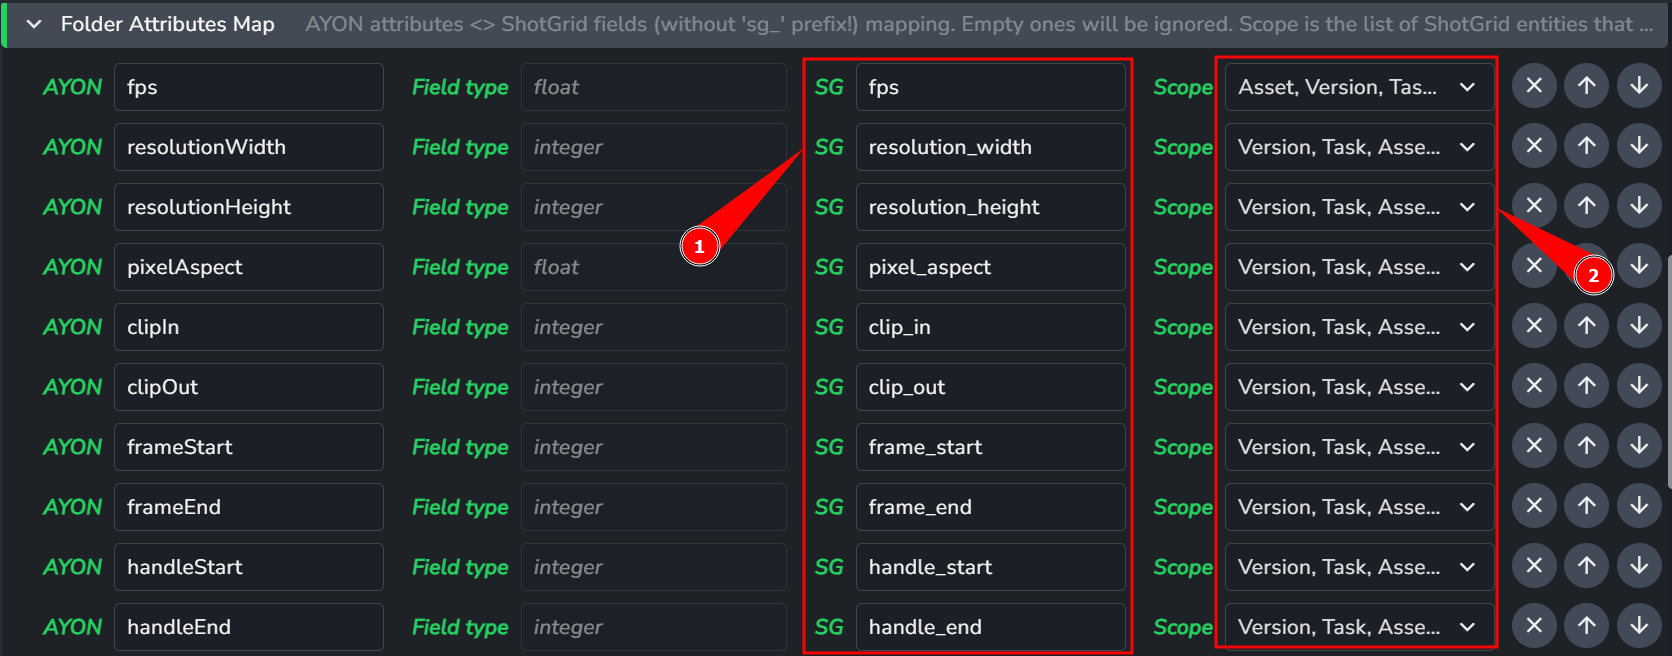 Folder Attributes Map AYON attributes <> ShotGrid fields (without 'sg_' prefix!) mapping. Empty ones will be ignored. Scope is the list of ShotGrid entities that ...
AYON fps Field type float SG fps Scope Asset, Version, Tas...
AYON resolutionWidth Field type integer SG resolution_width Scope Version, Task, Asse...
AYON resolutionHeight Field type integer SG resolution_height Scope Version, Task, Asse...
1
2
AYON pixelAspect Field type float SG pixel_aspect Scope Version, Task, Asse...
AYON clipIn Field type integer SG clip_in Scope Version, Task, Asse...
AYON clipOut Field type integer SG clip_out Scope Version, Task, Asse...
AYON frameStart Field type integer SG frame_start Scope Version, Task, Asse...
AYON frameEnd Field type integer SG frame_end Scope Version, Task, Asse...
AYON handleStart Field type integer SG handle_start Scope Version, Task, Asse...
AYON handleEnd Field type integer SG handle_end Scope Version, Task, Asse...